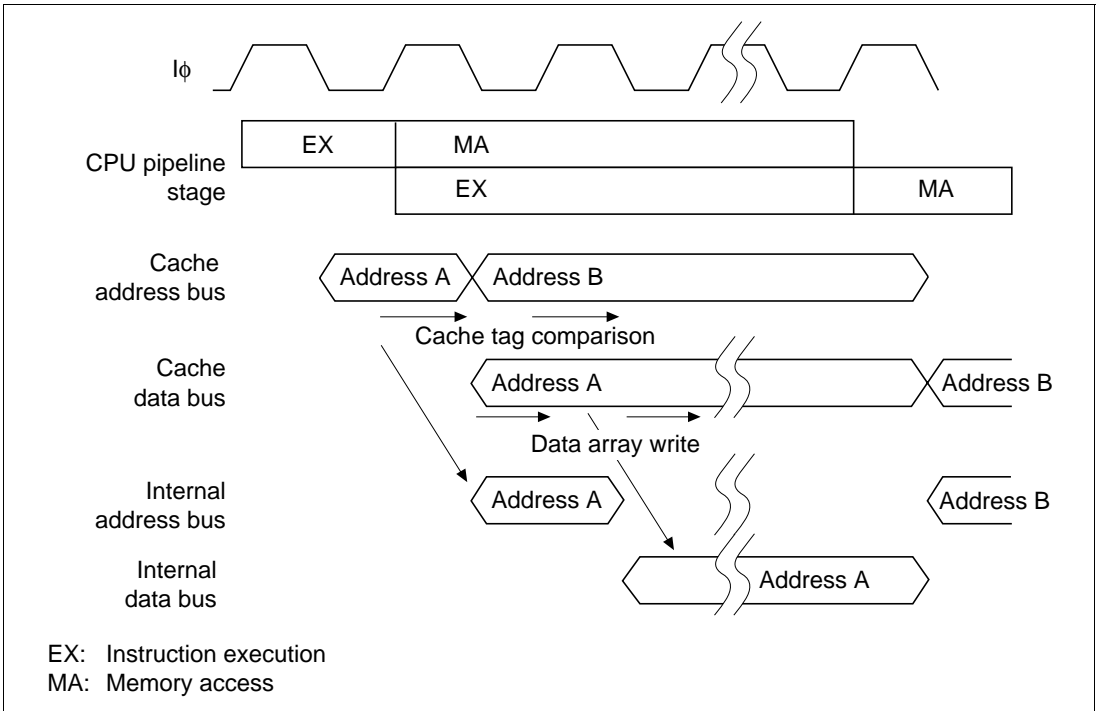 Iϕ
CPU pipeline
stage
EX MA
EX MA
Cache
address bus
Address A Address B
Cache tag comparison
Cache
data bus
Address A Address B
Data array write
Internal
address bus
Address A Address B
Internal
data bus
Address A
EX: Instruction execution
MA: Memory access